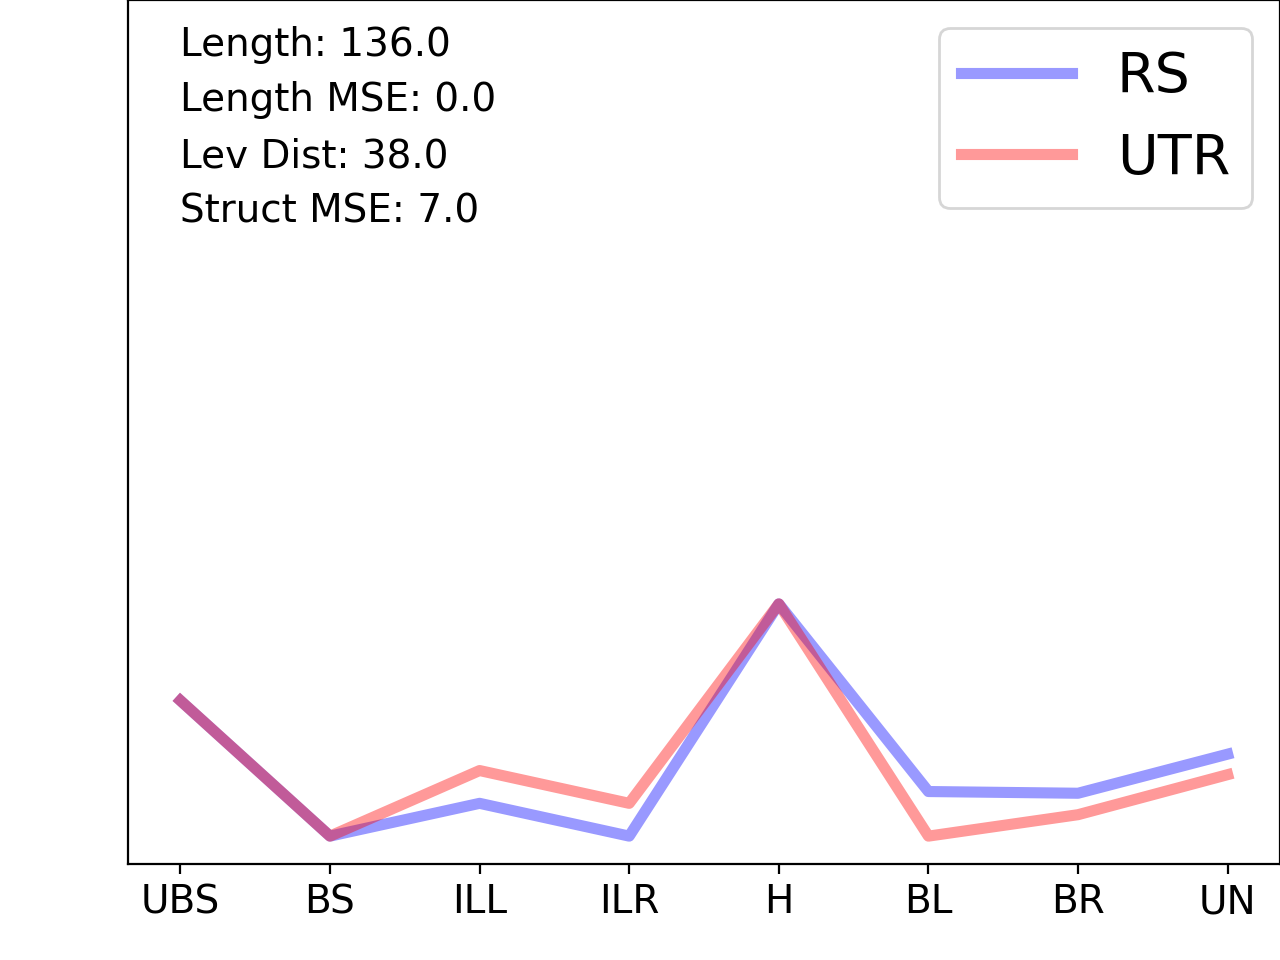 Length: 136.0
Length MSE: 0.0
Lev Dist: 38.0
Struct MSE: 7.0
RS
UTR
UBS BS ILL ILR H BL BR UN